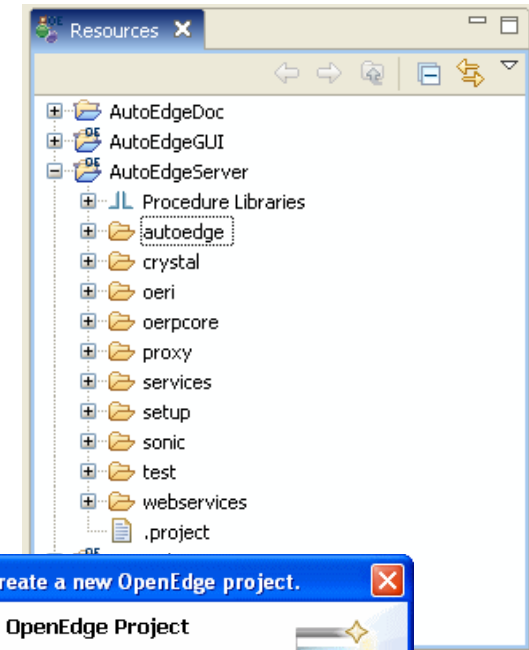 Resources
AutoEdgeDoc
AutoEdgeGUI
AutoEdgeServer
Procedure Libraries
autoedge
crystal
oeri
oerpcore
proxy
services
setup
sonic
test
webservices
.project
reate a new OpenEdge project.
OpenEdge Project